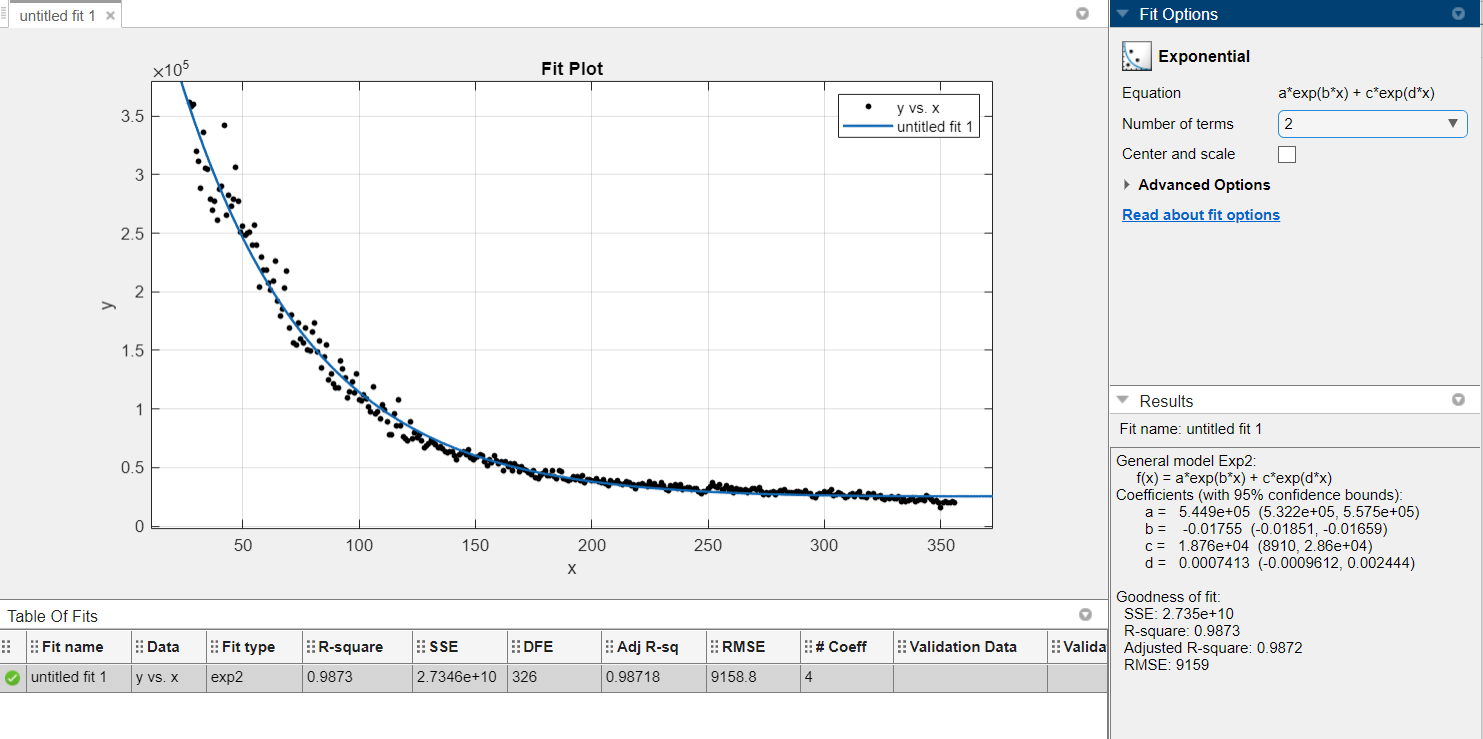 untitled fit 1
Fit Plot
×10⁵
y vs. x
untitled fit 1
3.5
3
2.5
2
1.5
1
0.5
0
y
50 100 150 200 250 300 350
x
Table Of Fits
Fit name Data Fit type R-square SSE DFE Adj R-sq RMSE # Coeff Validation Data Valida
untitled fit 1 y vs. x exp2 0.9873 2.7346e+10 326 0.98718 9158.8 4
Fit Options
Exponential
Equation a*exp(b*x) + c*exp(d*x)
Number of terms 2
Center and scale
Advanced Options
Read about fit options
Results
Fit name: untitled fit 1
General model Exp2:
f(x) = a*exp(b*x) + c*exp(d*x)
Coefficients (with 95% confidence bounds):
a = 5.449e+05 (5.322e+05, 5.575e+05)
b = -0.01755 (-0.01851, -0.01659)
c = 1.876e+04 (8910, 2.86e+04)
d = 0.0007413 (-0.0009612, 0.002444)
Goodness of fit:
SSE: 2.735e+10
R-square: 0.9873
Adjusted R-square: 0.9872
RMSE: 9159